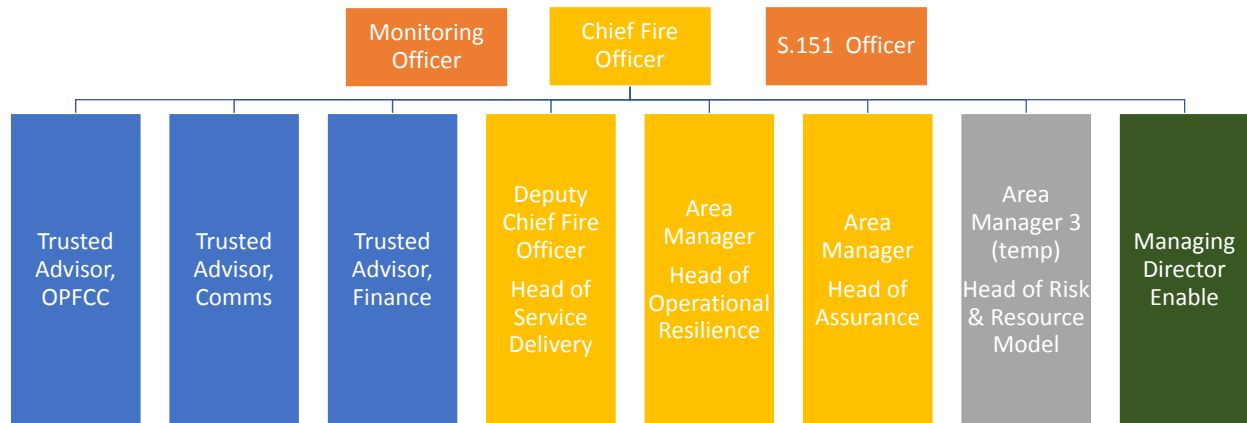 Monitoring
Officer
Chief Fire
Officer
S.151 Officer
Trusted
Advisor,
OPFCC
Trusted
Advisor,
Comms
Trusted
Advisor,
Finance
Deputy
Chief Fire
Officer
Head of
Service
Delivery
Area
Manager
Head of
Operational
Resilience
Area
Manager
Head of
Assurance
Area
Manager 3
(temp)
Head of Risk
& Resource
Model
Managing
Director
Enable